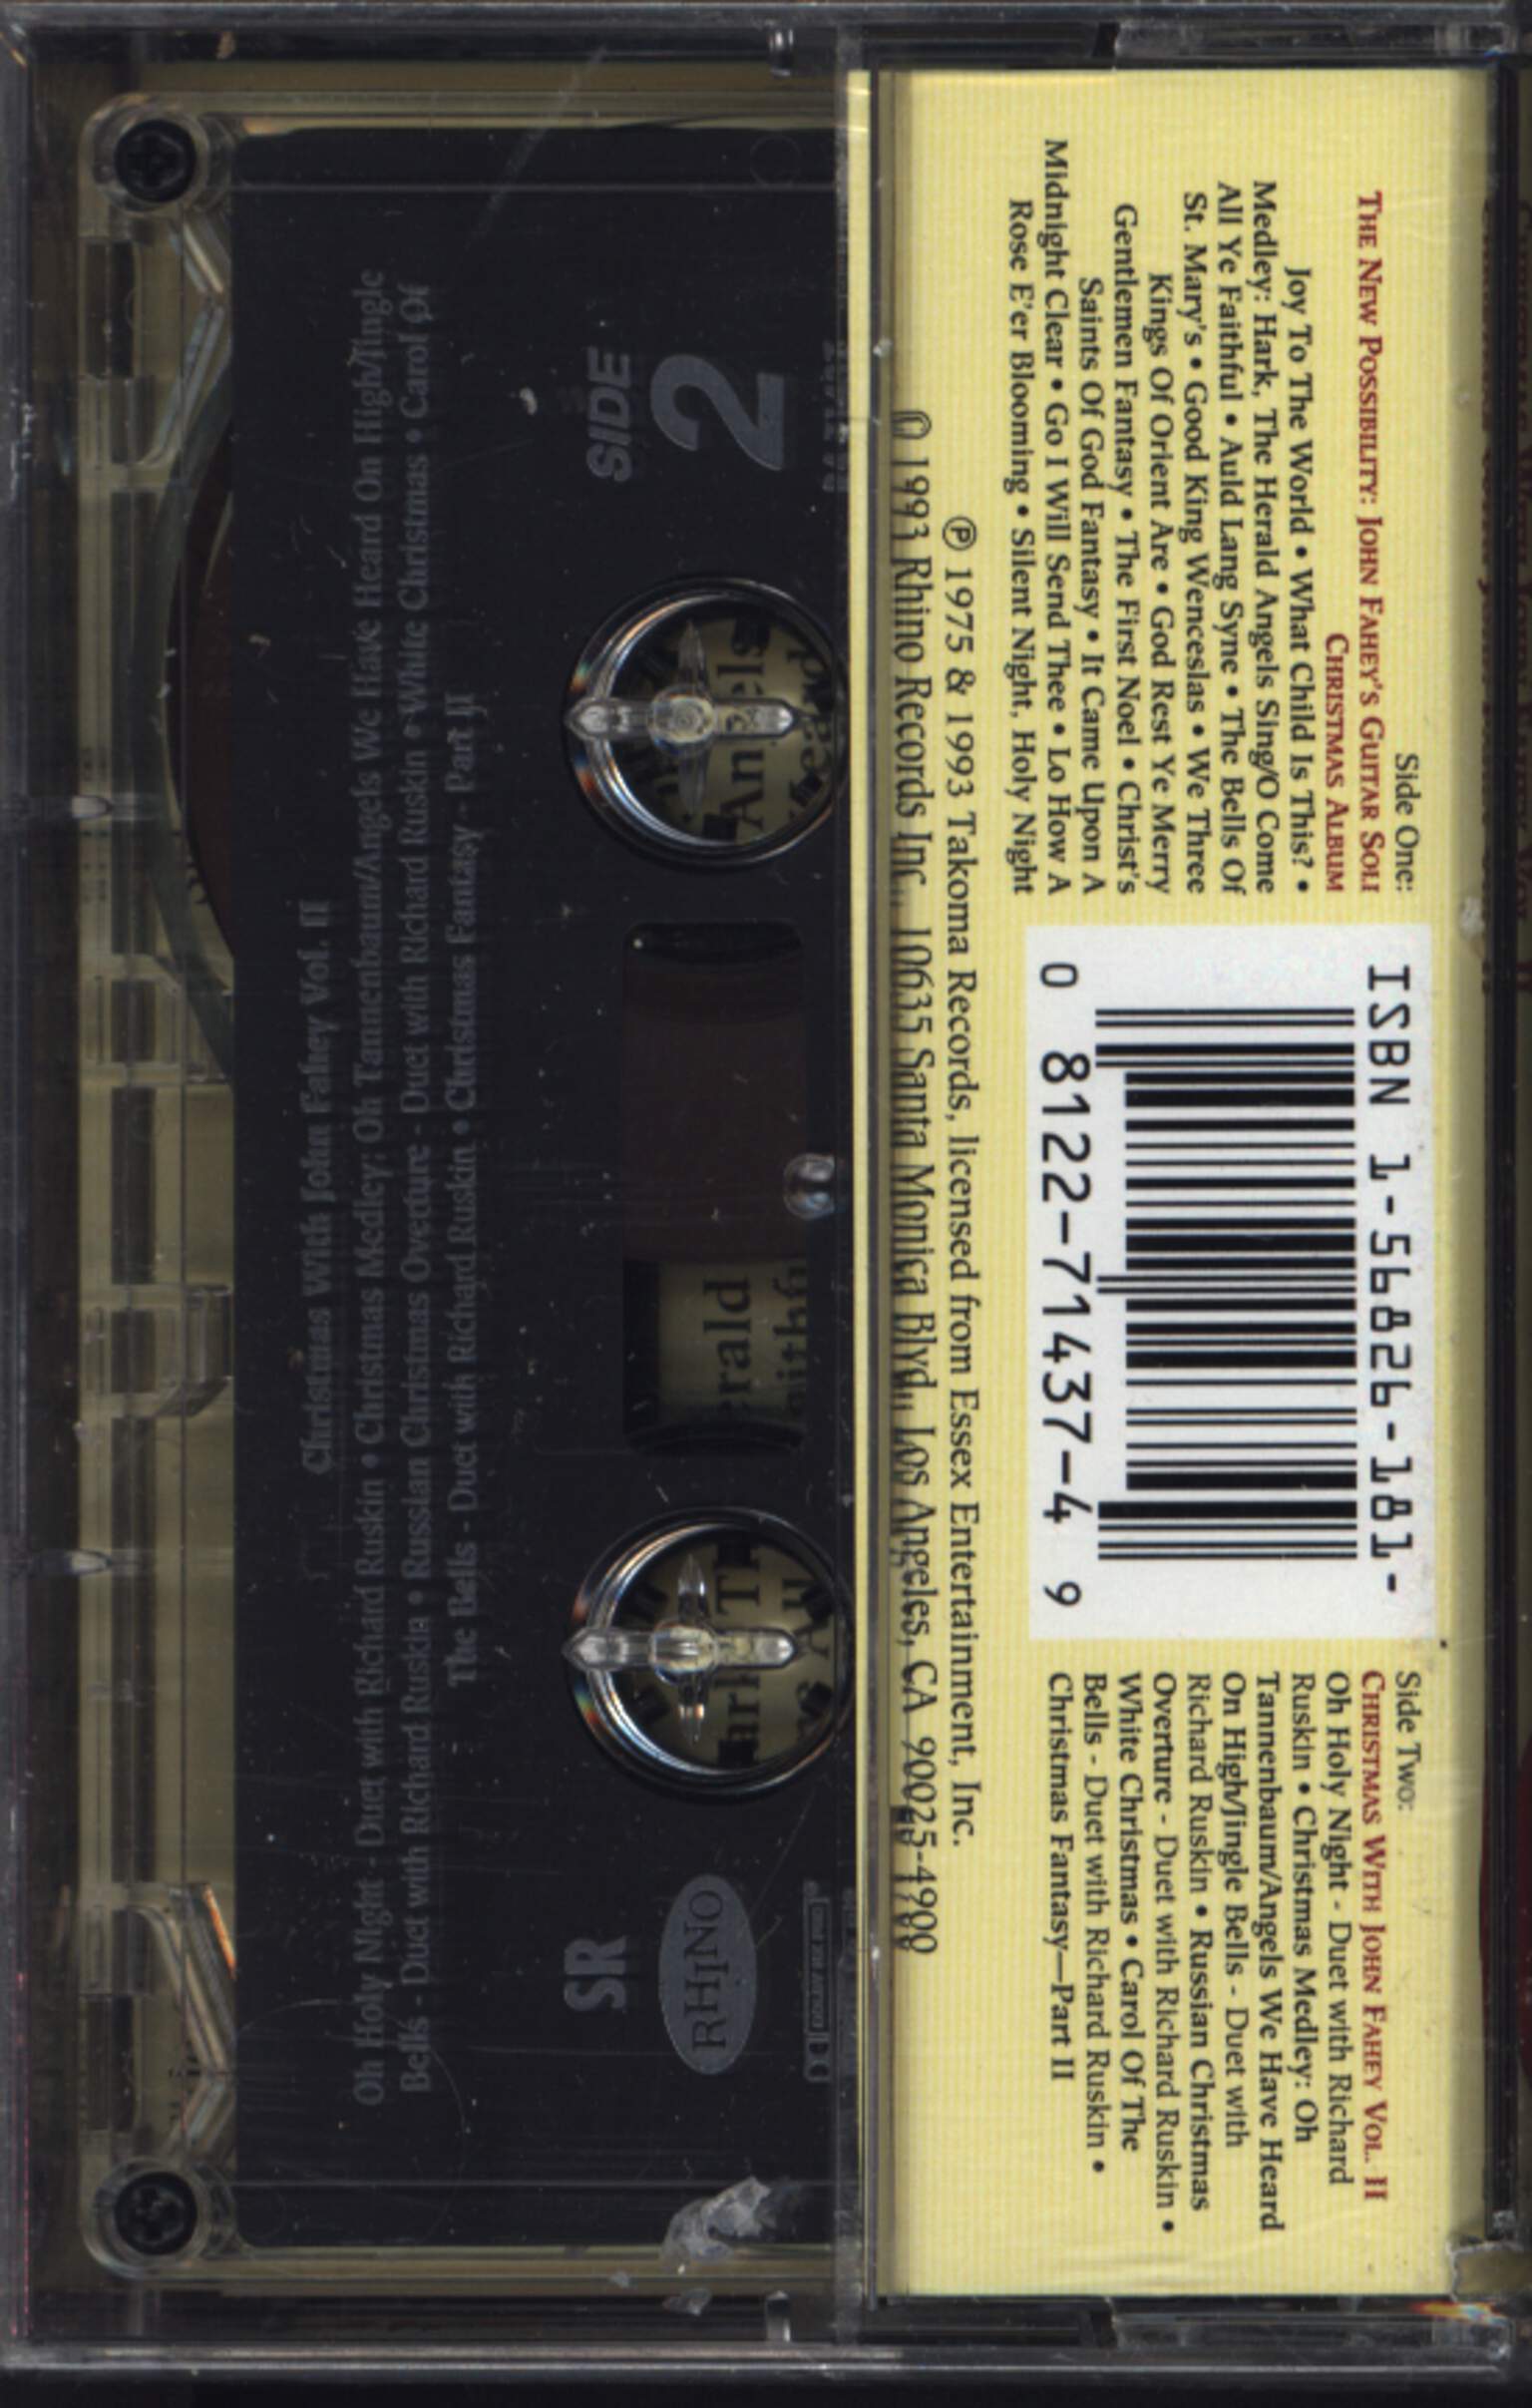 Side One:
THE NEW POSSIBILITY: JOHN FAHEY'S GUITAR SOLI
CHRISTMAS ALBUM
Joy To The World • What Child Is This? •
Medley: Hark, The Herald Angels Sing/O Come
All Ye Faithful • Auld Lang Syne • The Bells Of
St. Mary's • Good King Wenceslas • We Three
Kings Of Orient Are • God Rest Ye Merry
Gentlemen Fantasy • The First Noel • Christ's
Saints Of God Fantasy • It Came Upon A
Midnight Clear • Go I Will Send Thee • Lo How A
Rose E'er Blooming • Silent Night, Holy Night
ISBN 1-56826-181-
0 8122-71437-4 9
Side Two:
CHRISTMAS WITH JOHN FAHEY VOL. II
Oh Holy Night - Duet with Richard
Ruskin • Christmas Medley: Oh
Tannenbaum/Angels We Have Heard
On High/Jingle Bells - Duet with
Richard Ruskin • Russian Christmas
Overture - Duet with Richard Ruskin •
White Christmas • Carol Of The
Bells - Duet with Richard Ruskin •
Christmas Fantasy—Part II
℗ 1975 & 1993 Takoma Records, licensed from Essex Entertainment, Inc.
© 1993 Rhino Records Inc., 10635 Santa Monica Blvd., Los Angeles, CA 90025-4900
SIDE
2
SR
RHINO
Angels
erald
Christmas With John Fahey Vol. II
Oh Holy Night - Duet with Richard Ruskin • Christmas Medley: Oh Tannenbaum/Angels We Have Heard On High/Jingle
Bells - Duet with Richard Ruskin • Russian Christmas Overture - Duet with Richard Ruskin • White Christmas • Carol Of
The Bells - Duet with Richard Ruskin • Christmas Fantasy - Part II